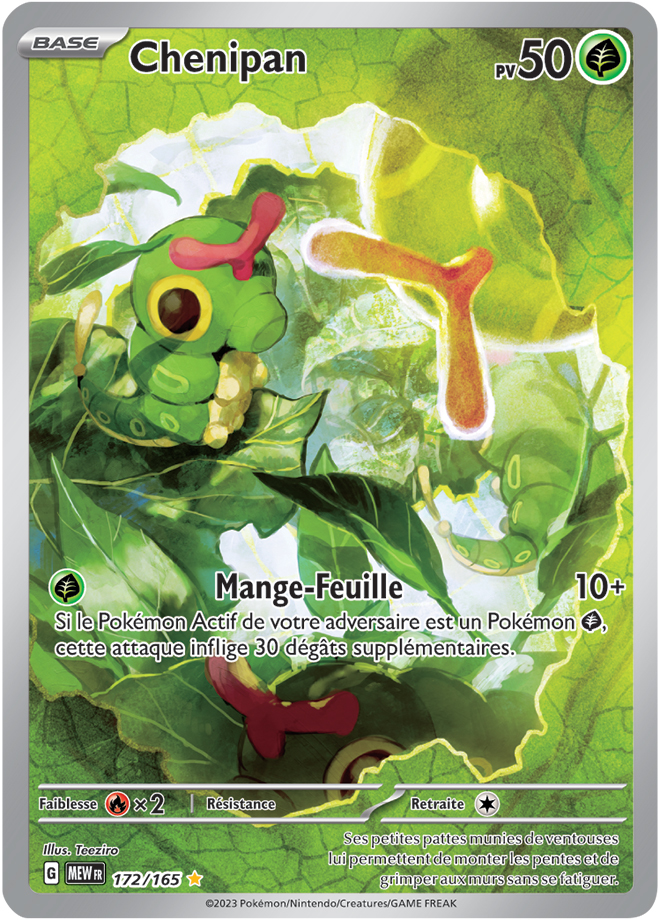 BASE
Chenipan
PV 50
Mange-Feuille 10+
Si le Pokémon Actif de votre adversaire est un Pokémon ,
cette attaque inflige 30 dégâts supplémentaires.
Faiblesse ×2 Résistance Retraite
Illus. Teeziro
Ses petites pattes munies de ventouses
lui permettent de monter les pentes et de
grimper aux murs sans se fatiguer.
G MEW FR 172/165
©2023 Pokémon/Nintendo/Creatures/GAME FREAK